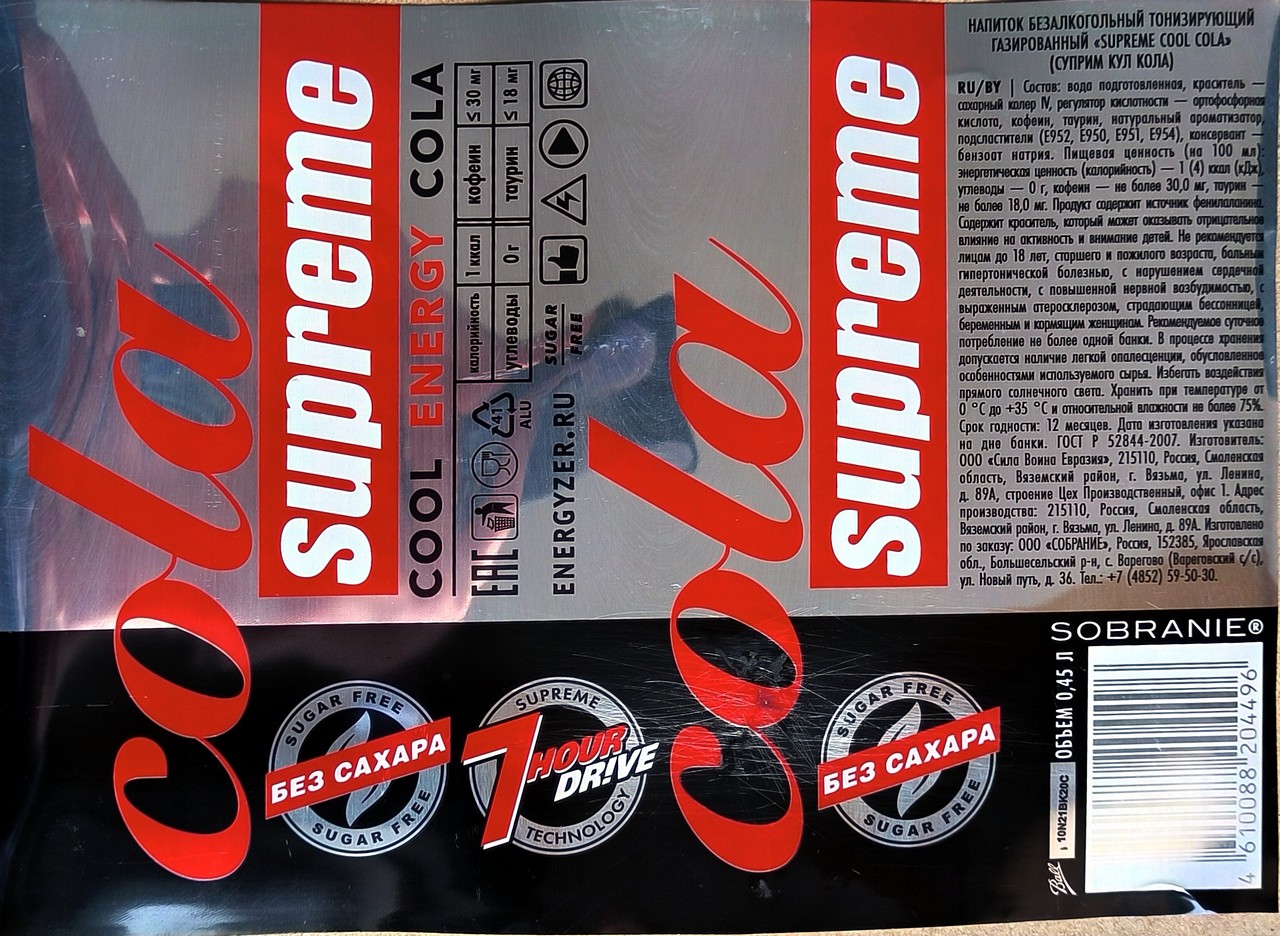 cola
supreme
COOL ENERGY COLA
калорийность 1 ккал кофеин ≤ 30 мг
углеводы 0 г таурин ≤ 18 мг
EAC
41
ALU
SUGAR
FREE
ENERGYZER.RU
SUGAR FREE
БЕЗ САХАРА
SUGAR FREE
SUPREME
7 HOUR
DR!VE
TECHNOLOGY
cola
supreme
SUGAR FREE
БЕЗ САХАРА
SUGAR FREE
НАПИТОК БЕЗАЛКОГОЛЬНЫЙ ТОНИЗИРУЮЩИЙ
ГАЗИРОВАННЫЙ «SUPREME COOL COLA»
(СУПРИМ КУЛ КОЛА)
RU/BY | Состав: вода подготовленная, краситель —
сахарный колер IV, регулятор кислотности — ортофосфорная
кислота, кофеин, таурин, натуральный ароматизатор,
подсластители (E952, E950, E951, E954), консервант —
бензоат натрия. Пищевая ценность (на 100 мл):
энергетическая ценность (калорийность) — 1 (4) ккал (кДж),
углеводы — 0 г, кофеин — не более 30,0 мг, таурин —
не более 18,0 мг. Продукт содержит источник фенилаланина.
Содержит краситель, который может оказывать отрицательное
влияние на активность и внимание детей. Не рекомендуется
лицам до 18 лет, старшего и пожилого возраста, больным
гипертонической болезнью, с нарушением сердечной
деятельности, с повышенной нервной возбудимостью, с
выраженным атеросклерозом, страдающим бессонницей,
беременным и кормящим женщинам. Рекомендуемое суточное
потребление не более одной банки. В процессе хранения
допускается наличие легкой опалесценции, обусловленное
особенностями используемого сырья. Избегать воздействия
прямого солнечного света. Хранить при температуре от
0 °С до +35 °С и относительной влажности не более 75%.
Срок годности: 12 месяцев. Дата изготовления указана
на дне банки. ГОСТ Р 52844-2007. Изготовитель:
ООО «Сила Воина Евразия», 215110, Россия, Смоленская
область, Вяземский район, г. Вязьма, ул. Ленина,
д. 89А, строение Цех Производственный, офис 1. Адрес
производства: 215110, Россия, Смоленская область,
Вяземский район, г. Вязьма, ул. Ленина, д. 89А. Изготовлено
по заказу: ООО «СОБРАНИЕ», Россия, 152385, Ярославская
обл., Большесельский р-н, с. Варегово (Вареговский с/с),
ул. Новый путь, д. 36. Тел.: +7 (4852) 59-50-30.
SOBRANIE®
ОБЪЕМ 0,45 Л
10N21BK20C
Ball
4 610088 204496